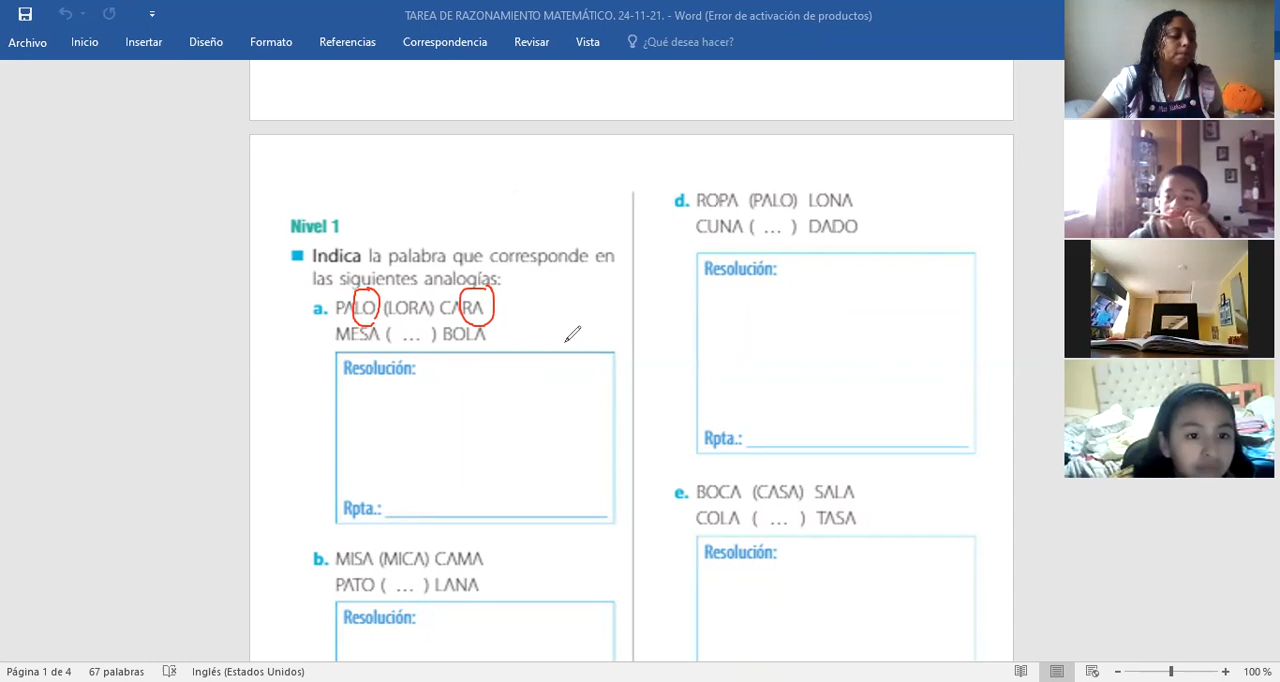 TAREA DE RAZONAMIENTO MATEMÁTICO. 24-11-21. - Word (Error de activación de productos)
Archivo Inicio Insertar Diseño Formato Referencias Correspondencia Revisar Vista ¿Qué desea hacer?
Nivel 1
Indica la palabra que corresponde en
las siguientes analogías:
a. PALO (LORA) CARA
MESA ( ... ) BOLA
Resolución:
Rpta.:
b. MISA (MICA) CAMA
PATO ( ... ) LANA
Resolución:
d. ROPA (PALO) LONA
CUNA ( ... ) DADO
Resolución:
Rpta.:
e. BOCA (CASA) SALA
COLA ( ... ) TASA
Resolución:
Página 1 de 4 67 palabras Inglés (Estados Unidos) 100 %